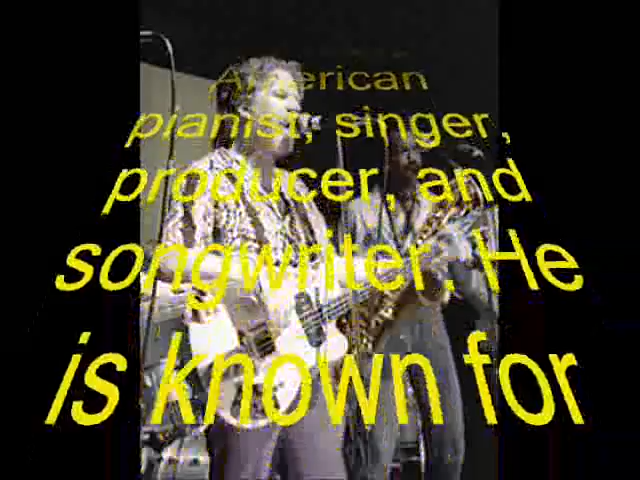 American
pianist, singer,
producer, and
songwriter. He
is known for